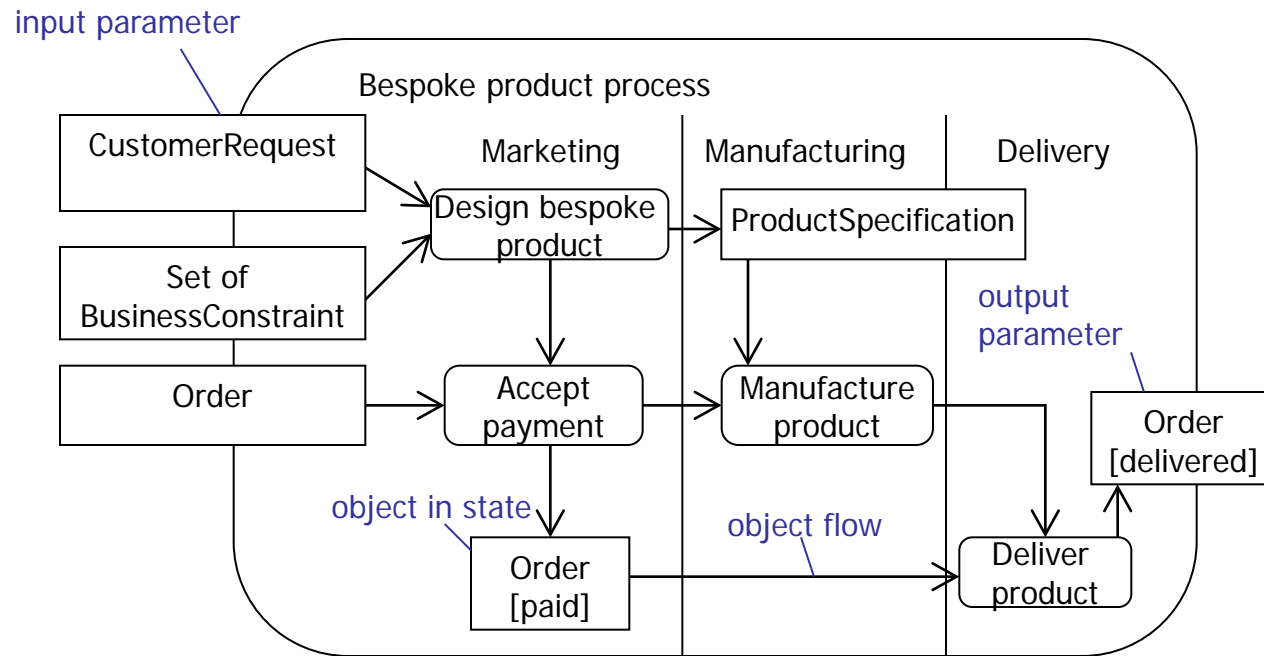 input parameter
Bespoke product process
CustomerRequest
Marketing
Manufacturing
Delivery
Design bespoke
product
ProductSpecification
Set of
BusinessConstraint
output
parameter
Order
Accept
payment
Manufacture
product
Order
[delivered]
object in state
object flow
Order
[paid]
Deliver
product